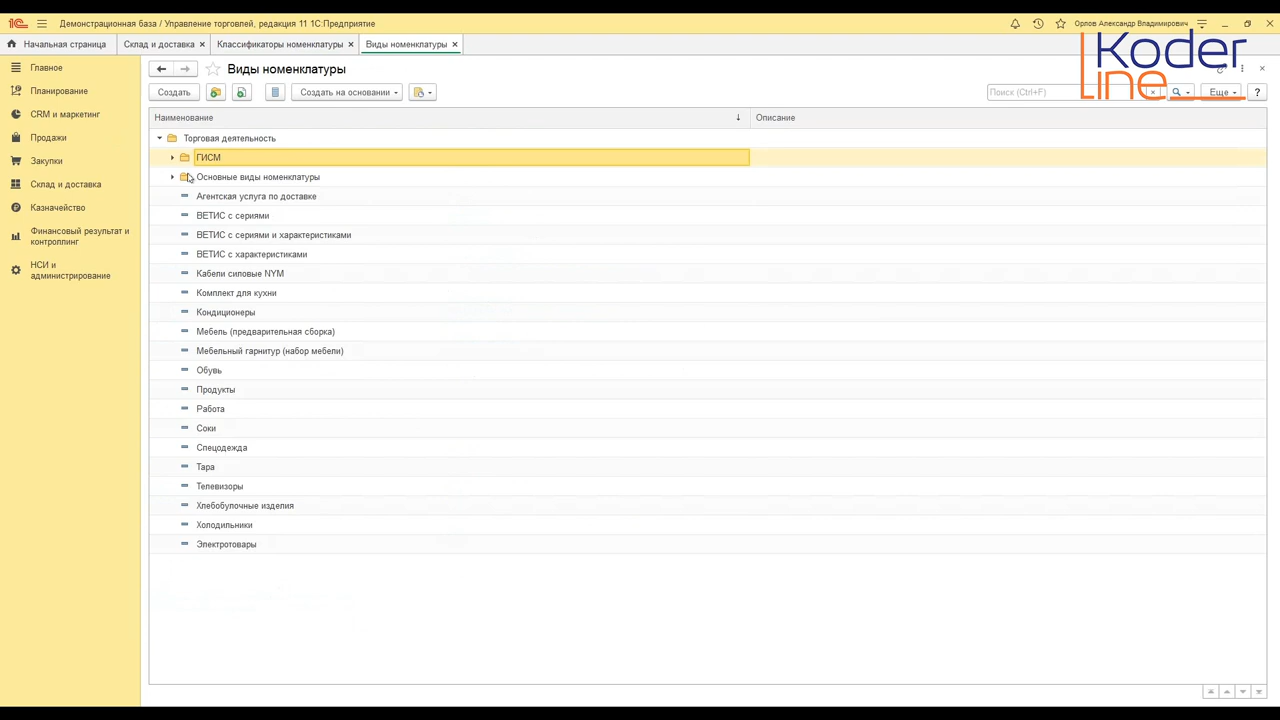 1С Демонстрационная база / Управление торговлей, редакция 11 1С:Предприятие
Орлов Александр Владимирович
Начальная страница
Склад и доставка ×
Классификаторы номенклатуры ×
Виды номенклатуры ×
Koder
line
Главное
Планирование
CRM и маркетинг
Продажи
Закупки
Склад и доставка
Казначейство
Финансовый результат и
контроллинг
НСИ и
администрирование
Виды номенклатуры
Создать
Создать на основании
Поиск (Ctrl+F)
Еще
?
Наименование
Описание
Торговая деятельность
ГИСМ
Основные виды номенклатуры
Агентская услуга по доставке
ВЕТИС с сериями
ВЕТИС с сериями и характеристиками
ВЕТИС с характеристиками
Кабели силовые NYM
Комплект для кухни
Кондиционеры
Мебель (предварительная сборка)
Мебельный гарнитур (набор мебели)
Обувь
Продукты
Работа
Соки
Спецодежда
Тара
Телевизоры
Хлебобулочные изделия
Холодильники
Электротовары